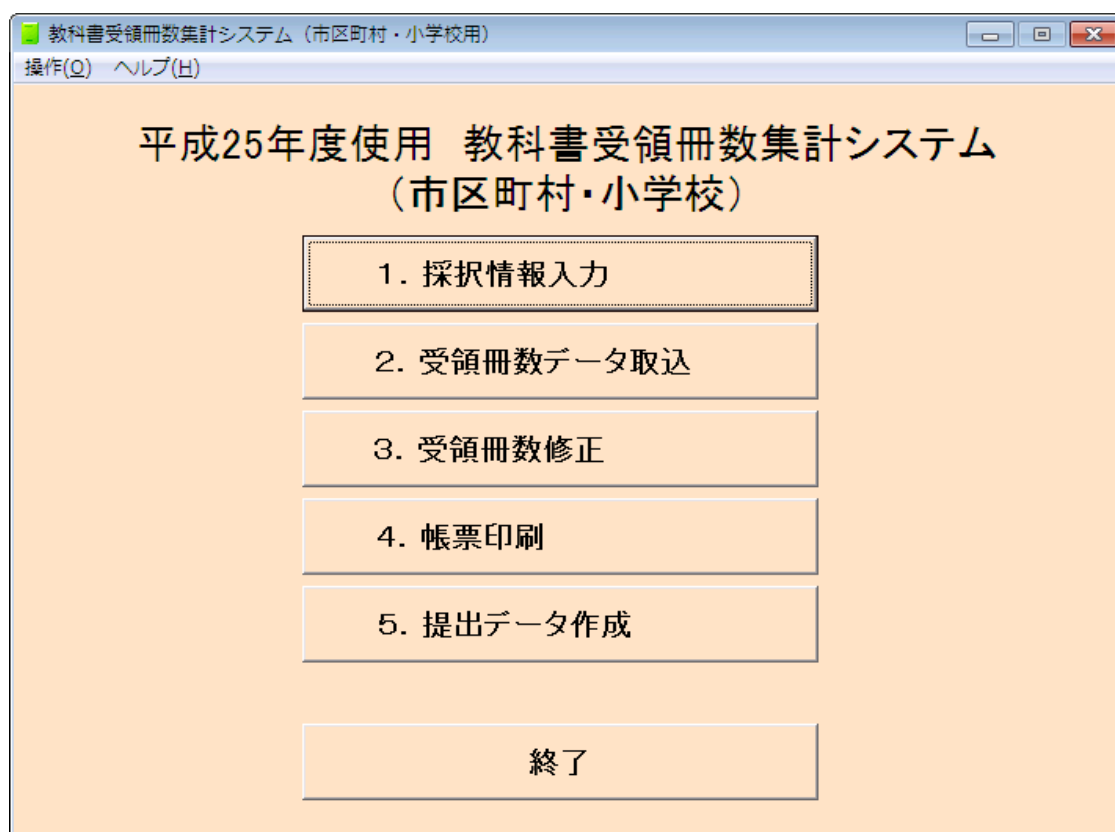 教科書受領冊数集計システム（市区町村・小学校用）
操作(O) ヘルプ(H)
平成25年度使用　教科書受領冊数集計システム
（市区町村・小学校）
１．採択情報入力
２．受領冊数データ取込
３．受領冊数修正
４．帳票印刷
５．提出データ作成
終了